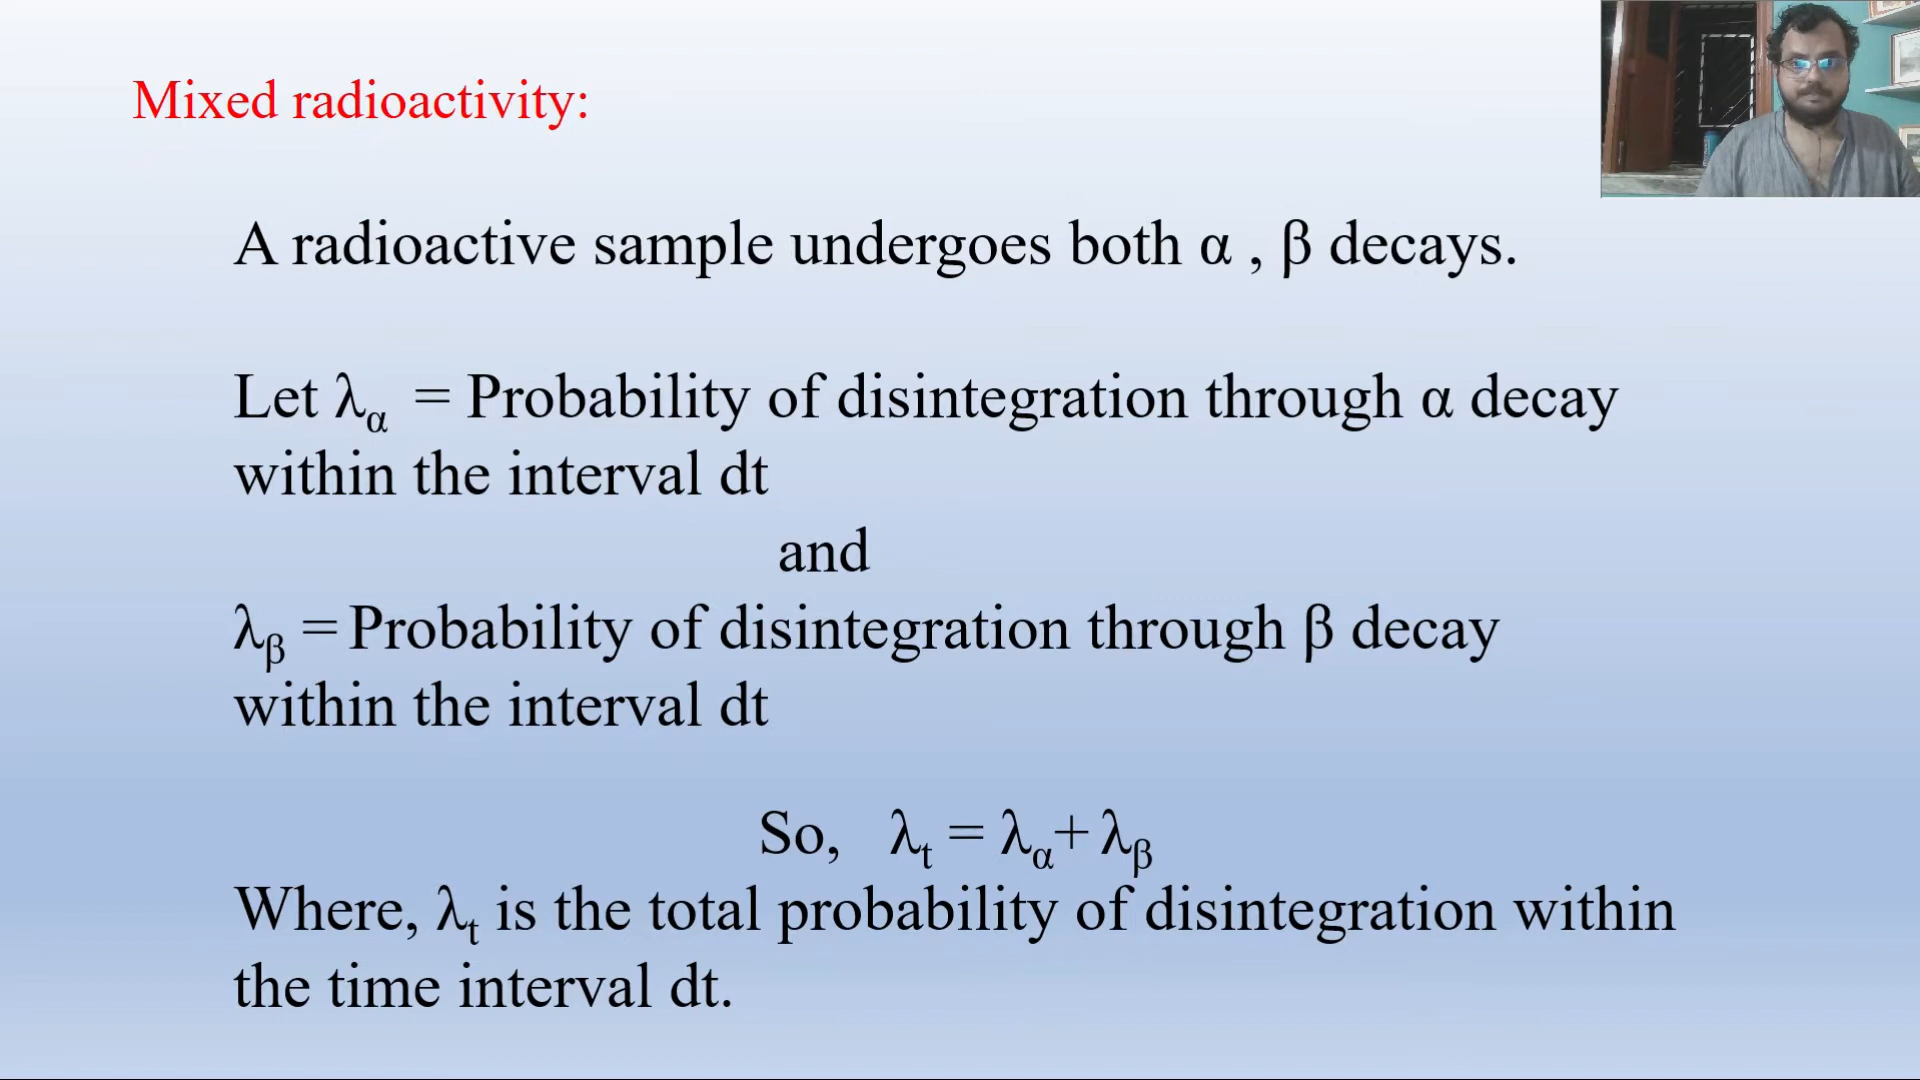 Mixed radioactivity:
A radioactive sample undergoes both α , β decays.
Let λα = Probability of disintegration through α decay
within the interval dt
and
λβ = Probability of disintegration through β decay
within the interval dt
So, λt = λα+ λβ
Where, λt is the total probability of disintegration within
the time interval dt.